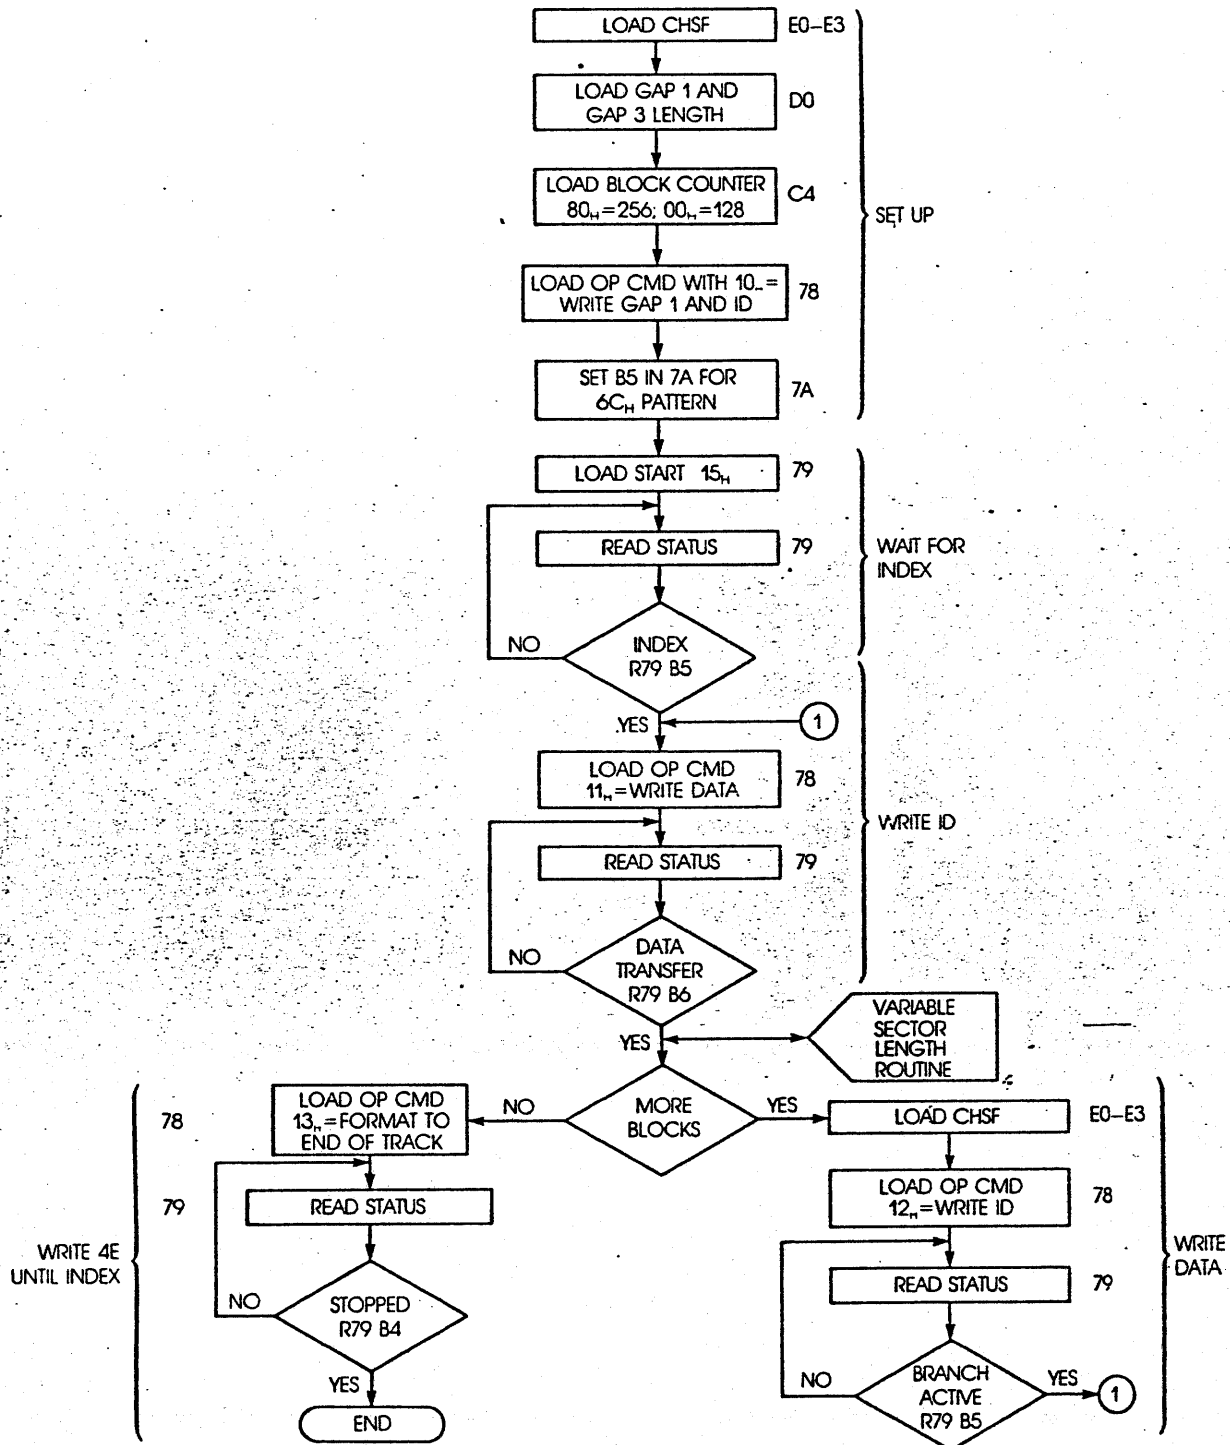 LOAD CHSF
E0–E3
LOAD GAP 1 AND
GAP 3 LENGTH
D0
LOAD BLOCK COUNTER
80H=256; 00H=128
C4
SET UP
LOAD OP CMD WITH 10_=
WRITE GAP 1 AND ID
78
SET B5 IN 7A FOR
6CH PATTERN
7A
LOAD START 15H
79
READ STATUS
79
WAIT FOR
INDEX
INDEX
R79 B5
NO
YES
1
LOAD OP CMD
11H=WRITE DATA
78
WRITE ID
READ STATUS
79
DATA
TRANSFER
R79 B6
NO
YES
VARIABLE
SECTOR
LENGTH
ROUTINE
MORE
BLOCKS
NO
YES
78
LOAD OP CMD
13H=FORMAT TO
END OF TRACK
79
READ STATUS
WRITE 4E
UNTIL INDEX
STOPPED
R79 B4
NO
YES
END
LOAD CHSF
E0–E3
LOAD OP CMD
12H=WRITE ID
78
WRITE
DATA
READ STATUS
79
BRANCH
ACTIVE
R79 B5
NO
YES
1